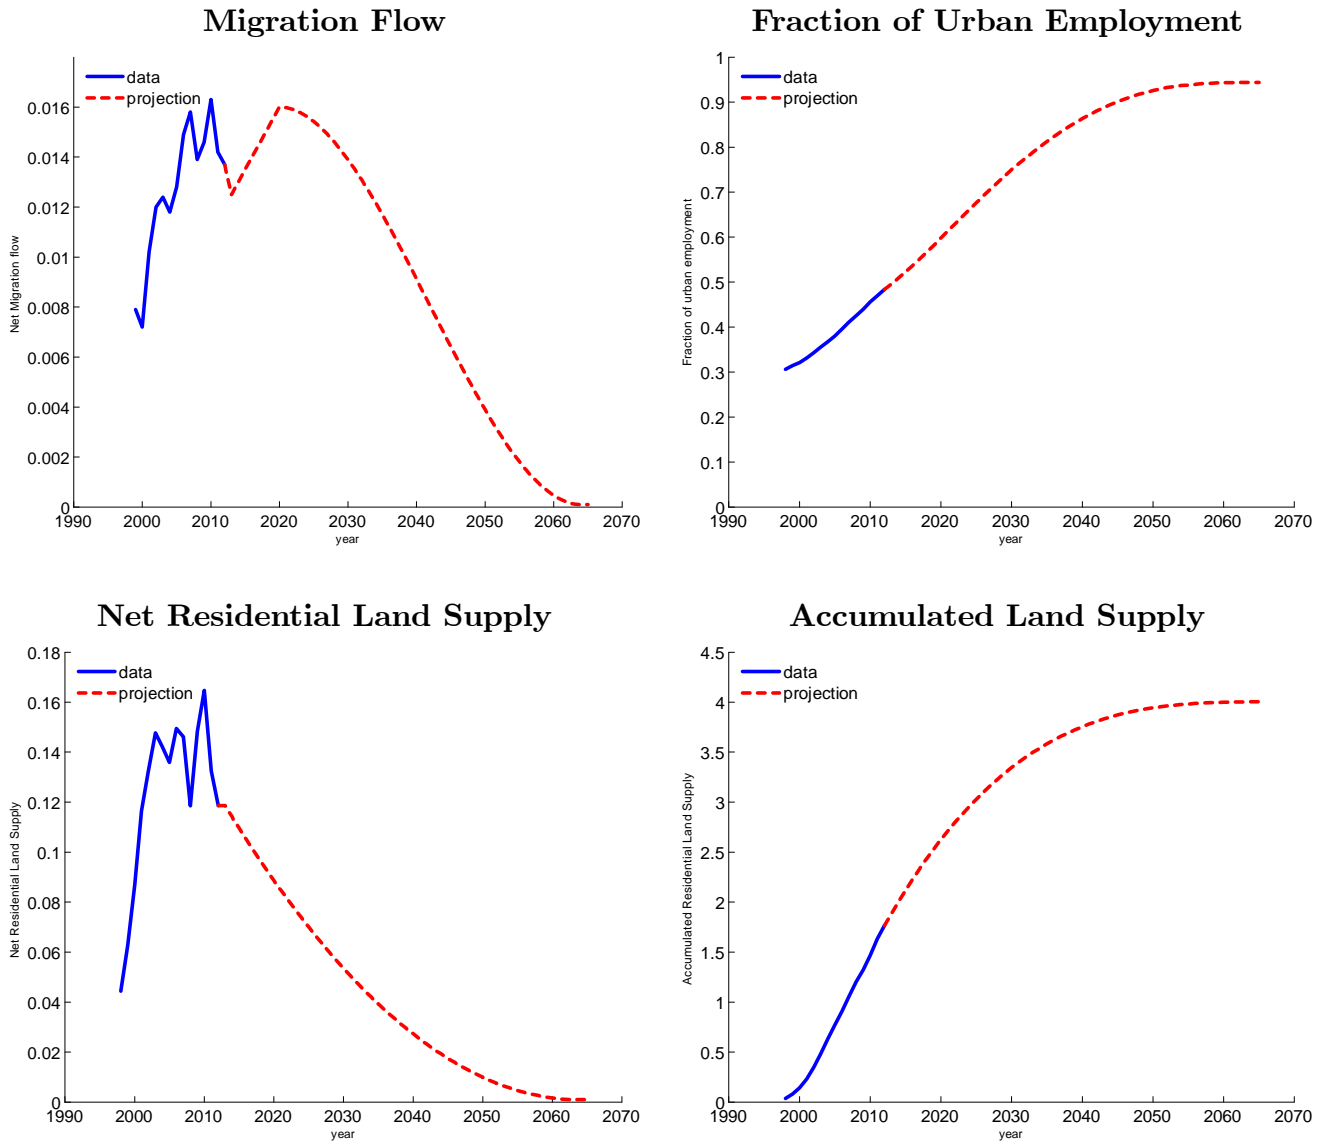 Migration Flow
data
projection
0.016
0.014
0.012
0.01
0.008
0.006
0.004
0.002
0
Net Migration flow
1990 2000 2010 2020 2030 2040 2050 2060 2070
year
Fraction of Urban Employment
data
projection
1
0.9
0.8
0.7
0.6
0.5
0.4
0.3
0.2
0.1
0
Fraction of urban employment
1990 2000 2010 2020 2030 2040 2050 2060 2070
year
Net Residential Land Supply
data
projection
0.18
0.16
0.14
0.12
0.1
0.08
0.06
0.04
0.02
0
Net Residential Land Supply
1990 2000 2010 2020 2030 2040 2050 2060 2070
year
Accumulated Land Supply
data
projection
4.5
4
3.5
3
2.5
2
1.5
1
0.5
0
Accumulated Residential Land Supply
1990 2000 2010 2020 2030 2040 2050 2060 2070
year